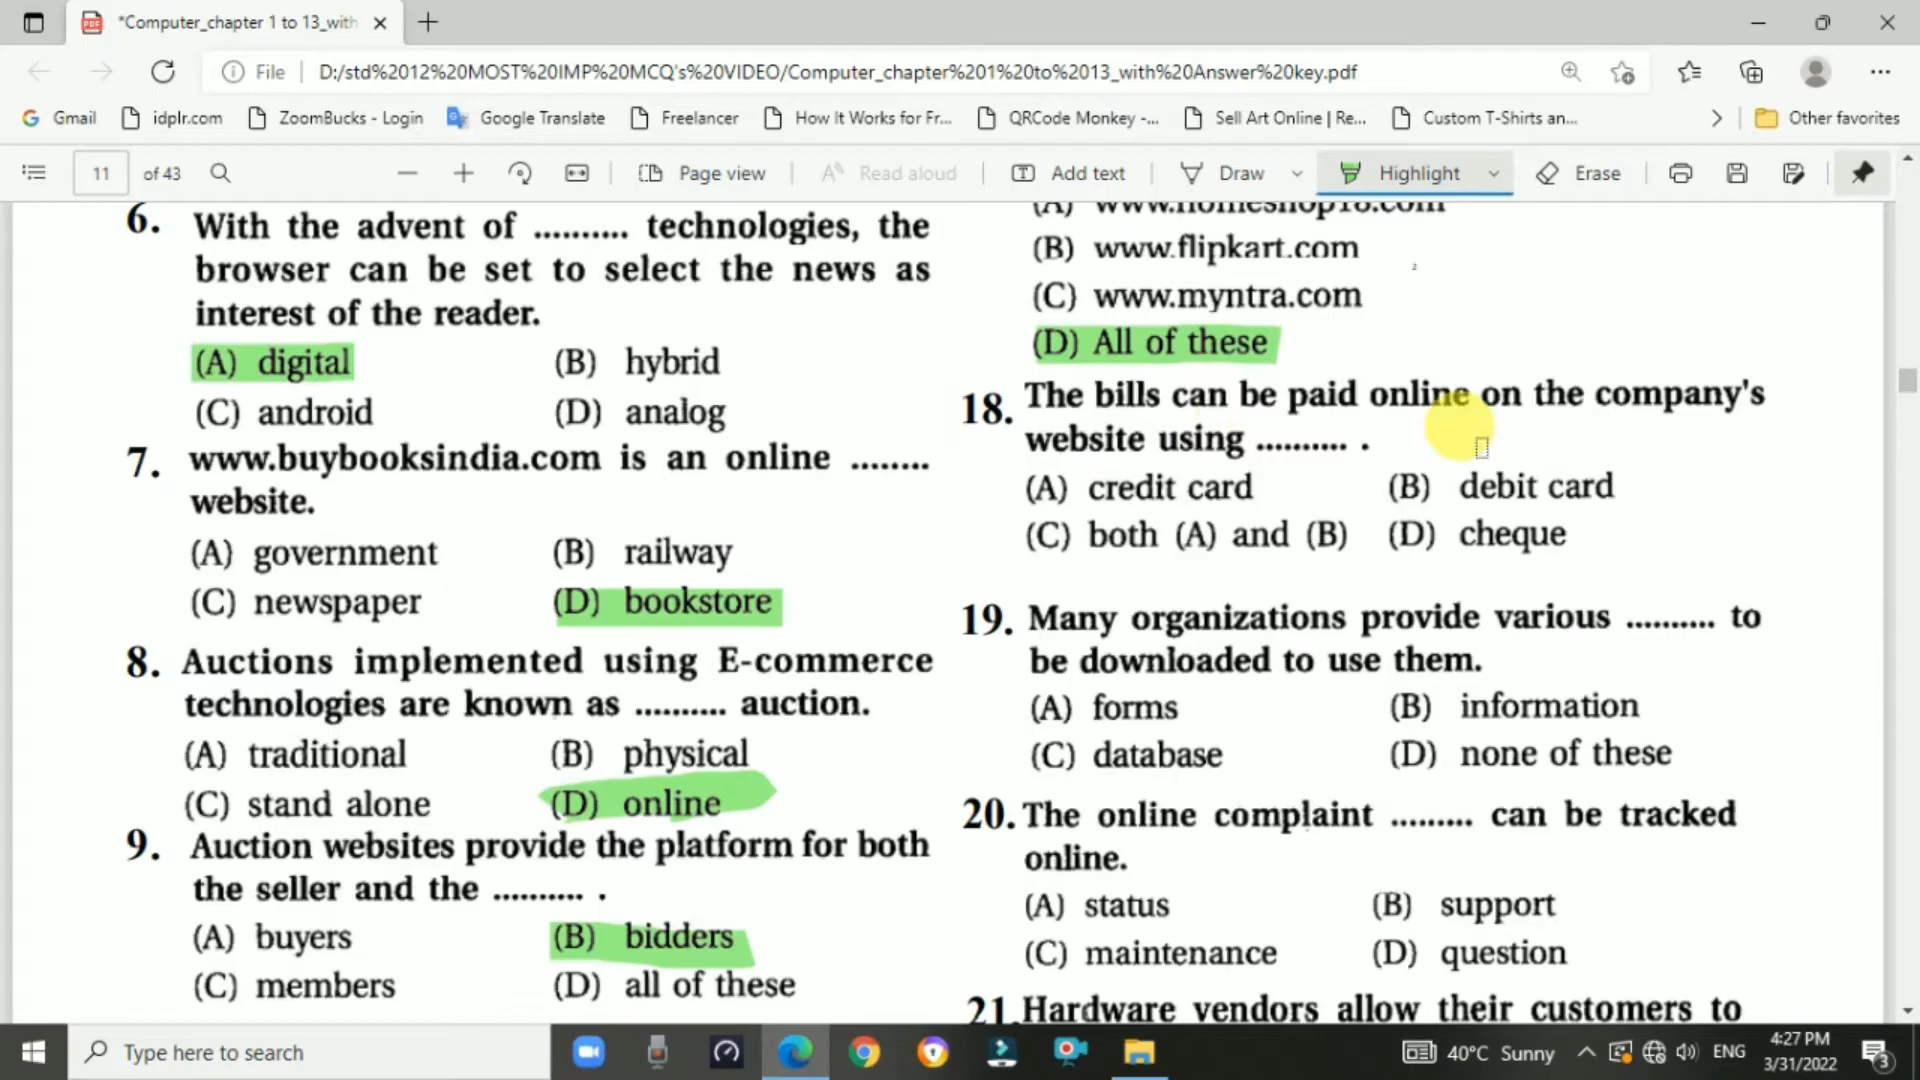 *Computer_chapter 1 to 13_with
File
D:/std%2012%20MOST%20IMP%20MCQ's%20VIDEO/Computer_chapter%201%20to%2013_with%20Answer%20key.pdf
Gmail
idplr.com
ZoomBucks - Login
Google Translate
Freelancer
How It Works for Fr...
QRCode Monkey -...
Sell Art Online | Re...
Custom T-Shirts an...
Other favorites
11 of 43
Page view
Read aloud
Add text
Draw
Highlight
Erase
6. With the advent of .......... technologies, the
browser can be set to select the news as
interest of the reader.
(A) digital (B) hybrid
(C) android (D) analog
7. www.buybooksindia.com is an online ........
website.
(A) government (B) railway
(C) newspaper (D) bookstore
8. Auctions implemented using E-commerce
technologies are known as .......... auction.
(A) traditional (B) physical
(C) stand alone (D) online
9. Auction websites provide the platform for both
the seller and the .......... .
(A) buyers (B) bidders
(C) members (D) all of these
(A) www.homeshop18.com
(B) www.flipkart.com
(C) www.myntra.com
(D) All of these
18. The bills can be paid online on the company's
website using .......... .
(A) credit card (B) debit card
(C) both (A) and (B) (D) cheque
19. Many organizations provide various .......... to
be downloaded to use them.
(A) forms (B) information
(C) database (D) none of these
20. The online complaint ......... can be tracked
online.
(A) status (B) support
(C) maintenance (D) question
21. Hardware vendors allow their customers to
Type here to search
40°C Sunny
ENG
4:27 PM
3/31/2022
3